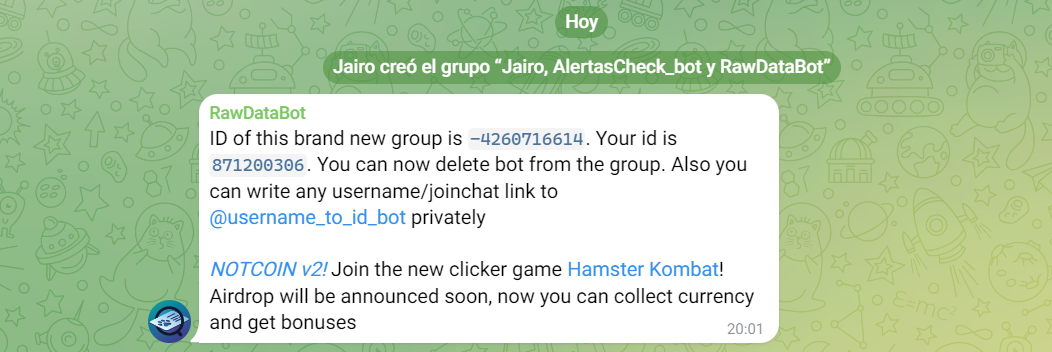 Hoy
Jairo creó el grupo “Jairo, AlertasCheck_bot y RawDataBot”
RawDataBot
ID of this brand new group is -4260716614. Your id is
871200306. You can now delete bot from the group. Also you
can write any username/joinchat link to
@username_to_id_bot privately
NOTCOIN v2! Join the new clicker game Hamster Kombat!
Airdrop will be announced soon, now you can collect currency
and get bonuses
20:01